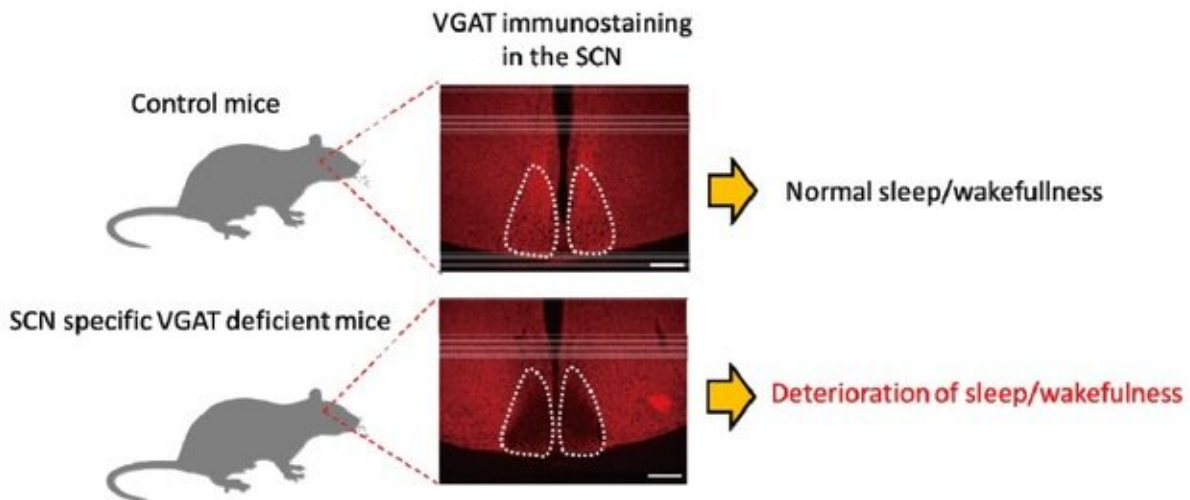 VGAT immunostaining
in the SCN
Control mice
Normal sleep/wakefullness
SCN specific VGAT deficient mice
Deterioration of sleep/wakefulness